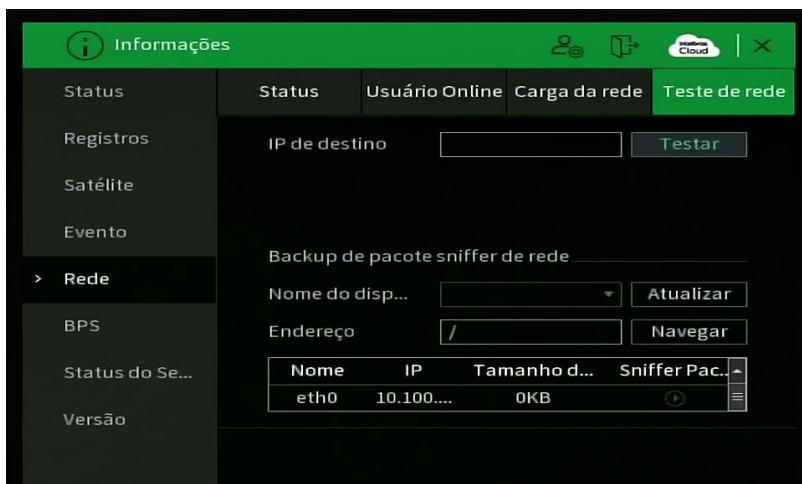 Informações
intelbras Cloud
Status
Registros
Satélite
Evento
> Rede
BPS
Status do Se...
Versão
Status Usuário Online Carga da rede Teste de rede
IP de destino Testar
Backup de pacote sniffer de rede
Nome do disp... Atualizar
Endereço / Navegar
Nome IP Tamanho d... Sniffer Pac..
eth0 10.100.... 0KB